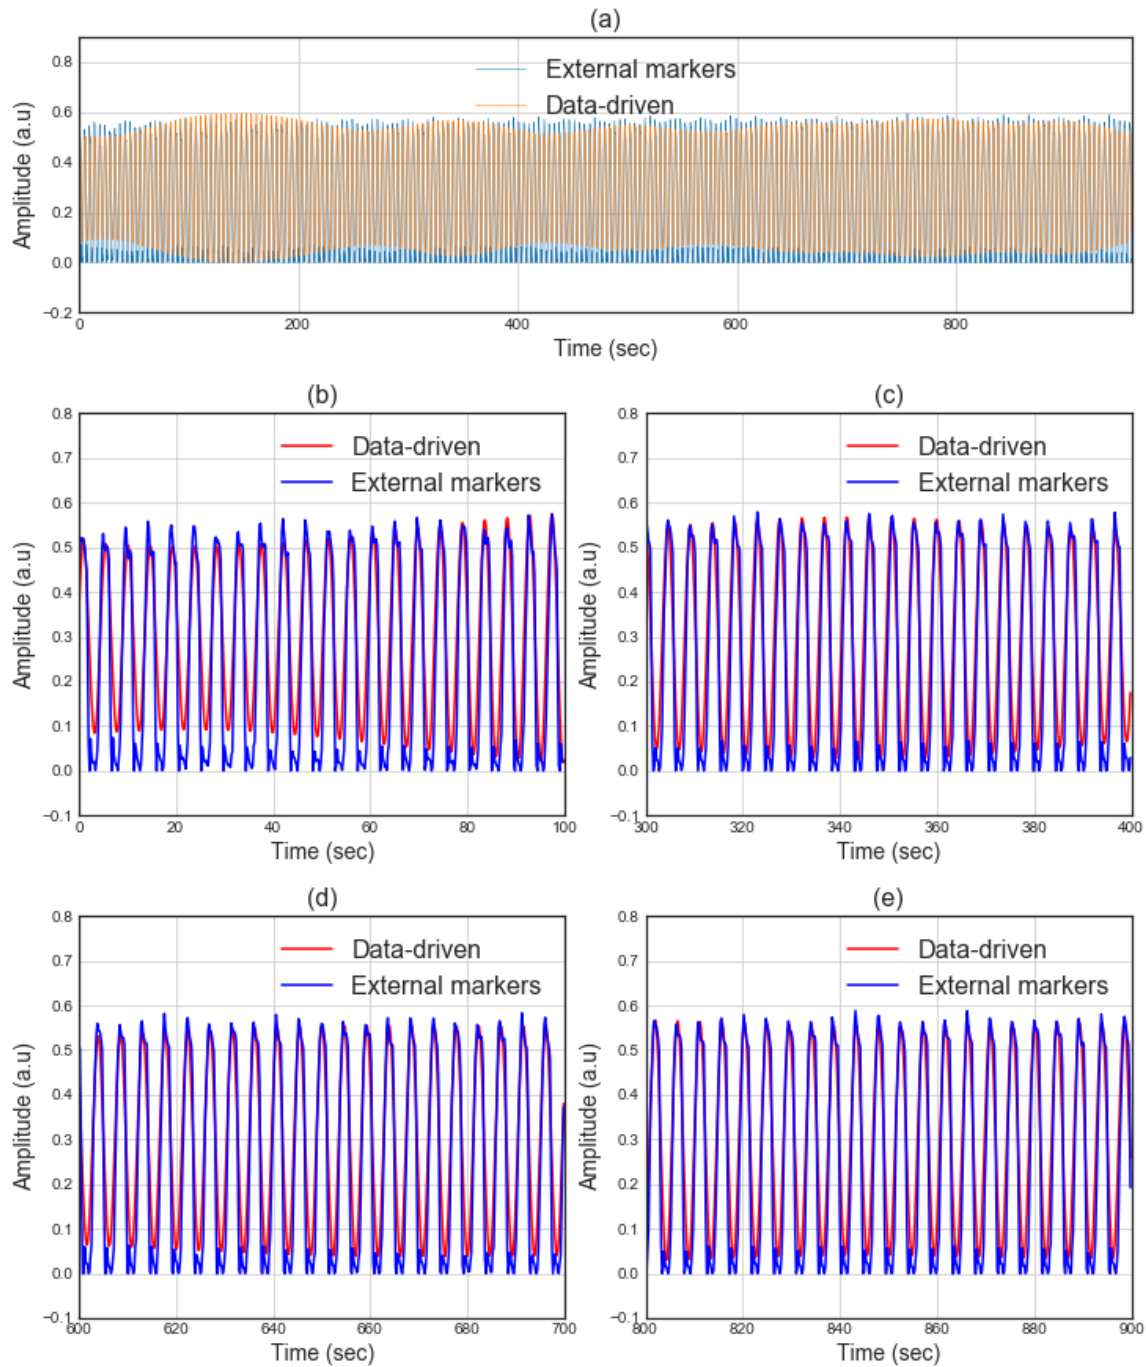 (a)
0.8
0.6
0.4
0.2
0.0
−0.2
Amplitude (a.u)
External markers
Data-driven
0 200 400 600 800
Time (sec)
(b)
0.8
0.7
0.6
0.5
0.4
0.3
0.2
0.1
0.0
−0.1
Amplitude (a.u)
Data-driven
External markers
0 20 40 60 80 100
Time (sec)
(c)
0.8
0.7
0.6
0.5
0.4
0.3
0.2
0.1
0.0
−0.1
Amplitude (a.u)
Data-driven
External markers
300 320 340 360 380 400
Time (sec)
(d)
0.8
0.7
0.6
0.5
0.4
0.3
0.2
0.1
0.0
−0.1
Amplitude (a.u)
Data-driven
External markers
600 620 640 660 680 700
Time (sec)
(e)
0.8
0.7
0.6
0.5
0.4
0.3
0.2
0.1
0.0
−0.1
Amplitude (a.u)
Data-driven
External markers
800 820 840 860 880 900
Time (sec)